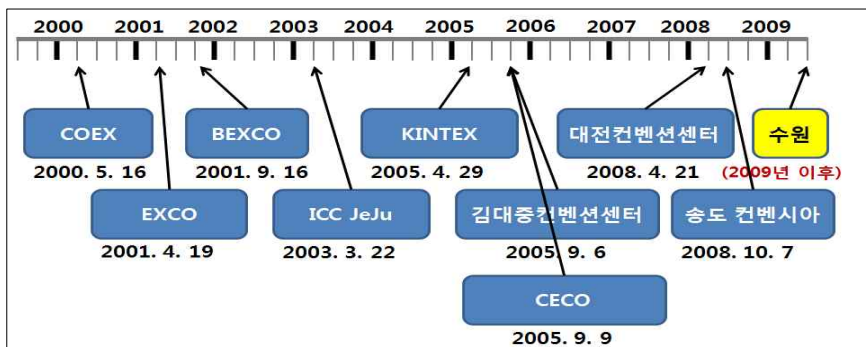 2000 2001 2002 2003 2004 2005 2006 2007 2008 2009
COEX BEXCO KINTEX 대전컨벤션센터 수원
2000. 5. 16 2001. 9. 16 2005. 4. 29 2008. 4. 21 (2009년 이후)
EXCO ICC JeJu 김대중컨벤션센터 송도 컨벤시아
2001. 4. 19 2003. 3. 22 2005. 9. 6 2008. 10. 7
CECO
2005. 9. 9